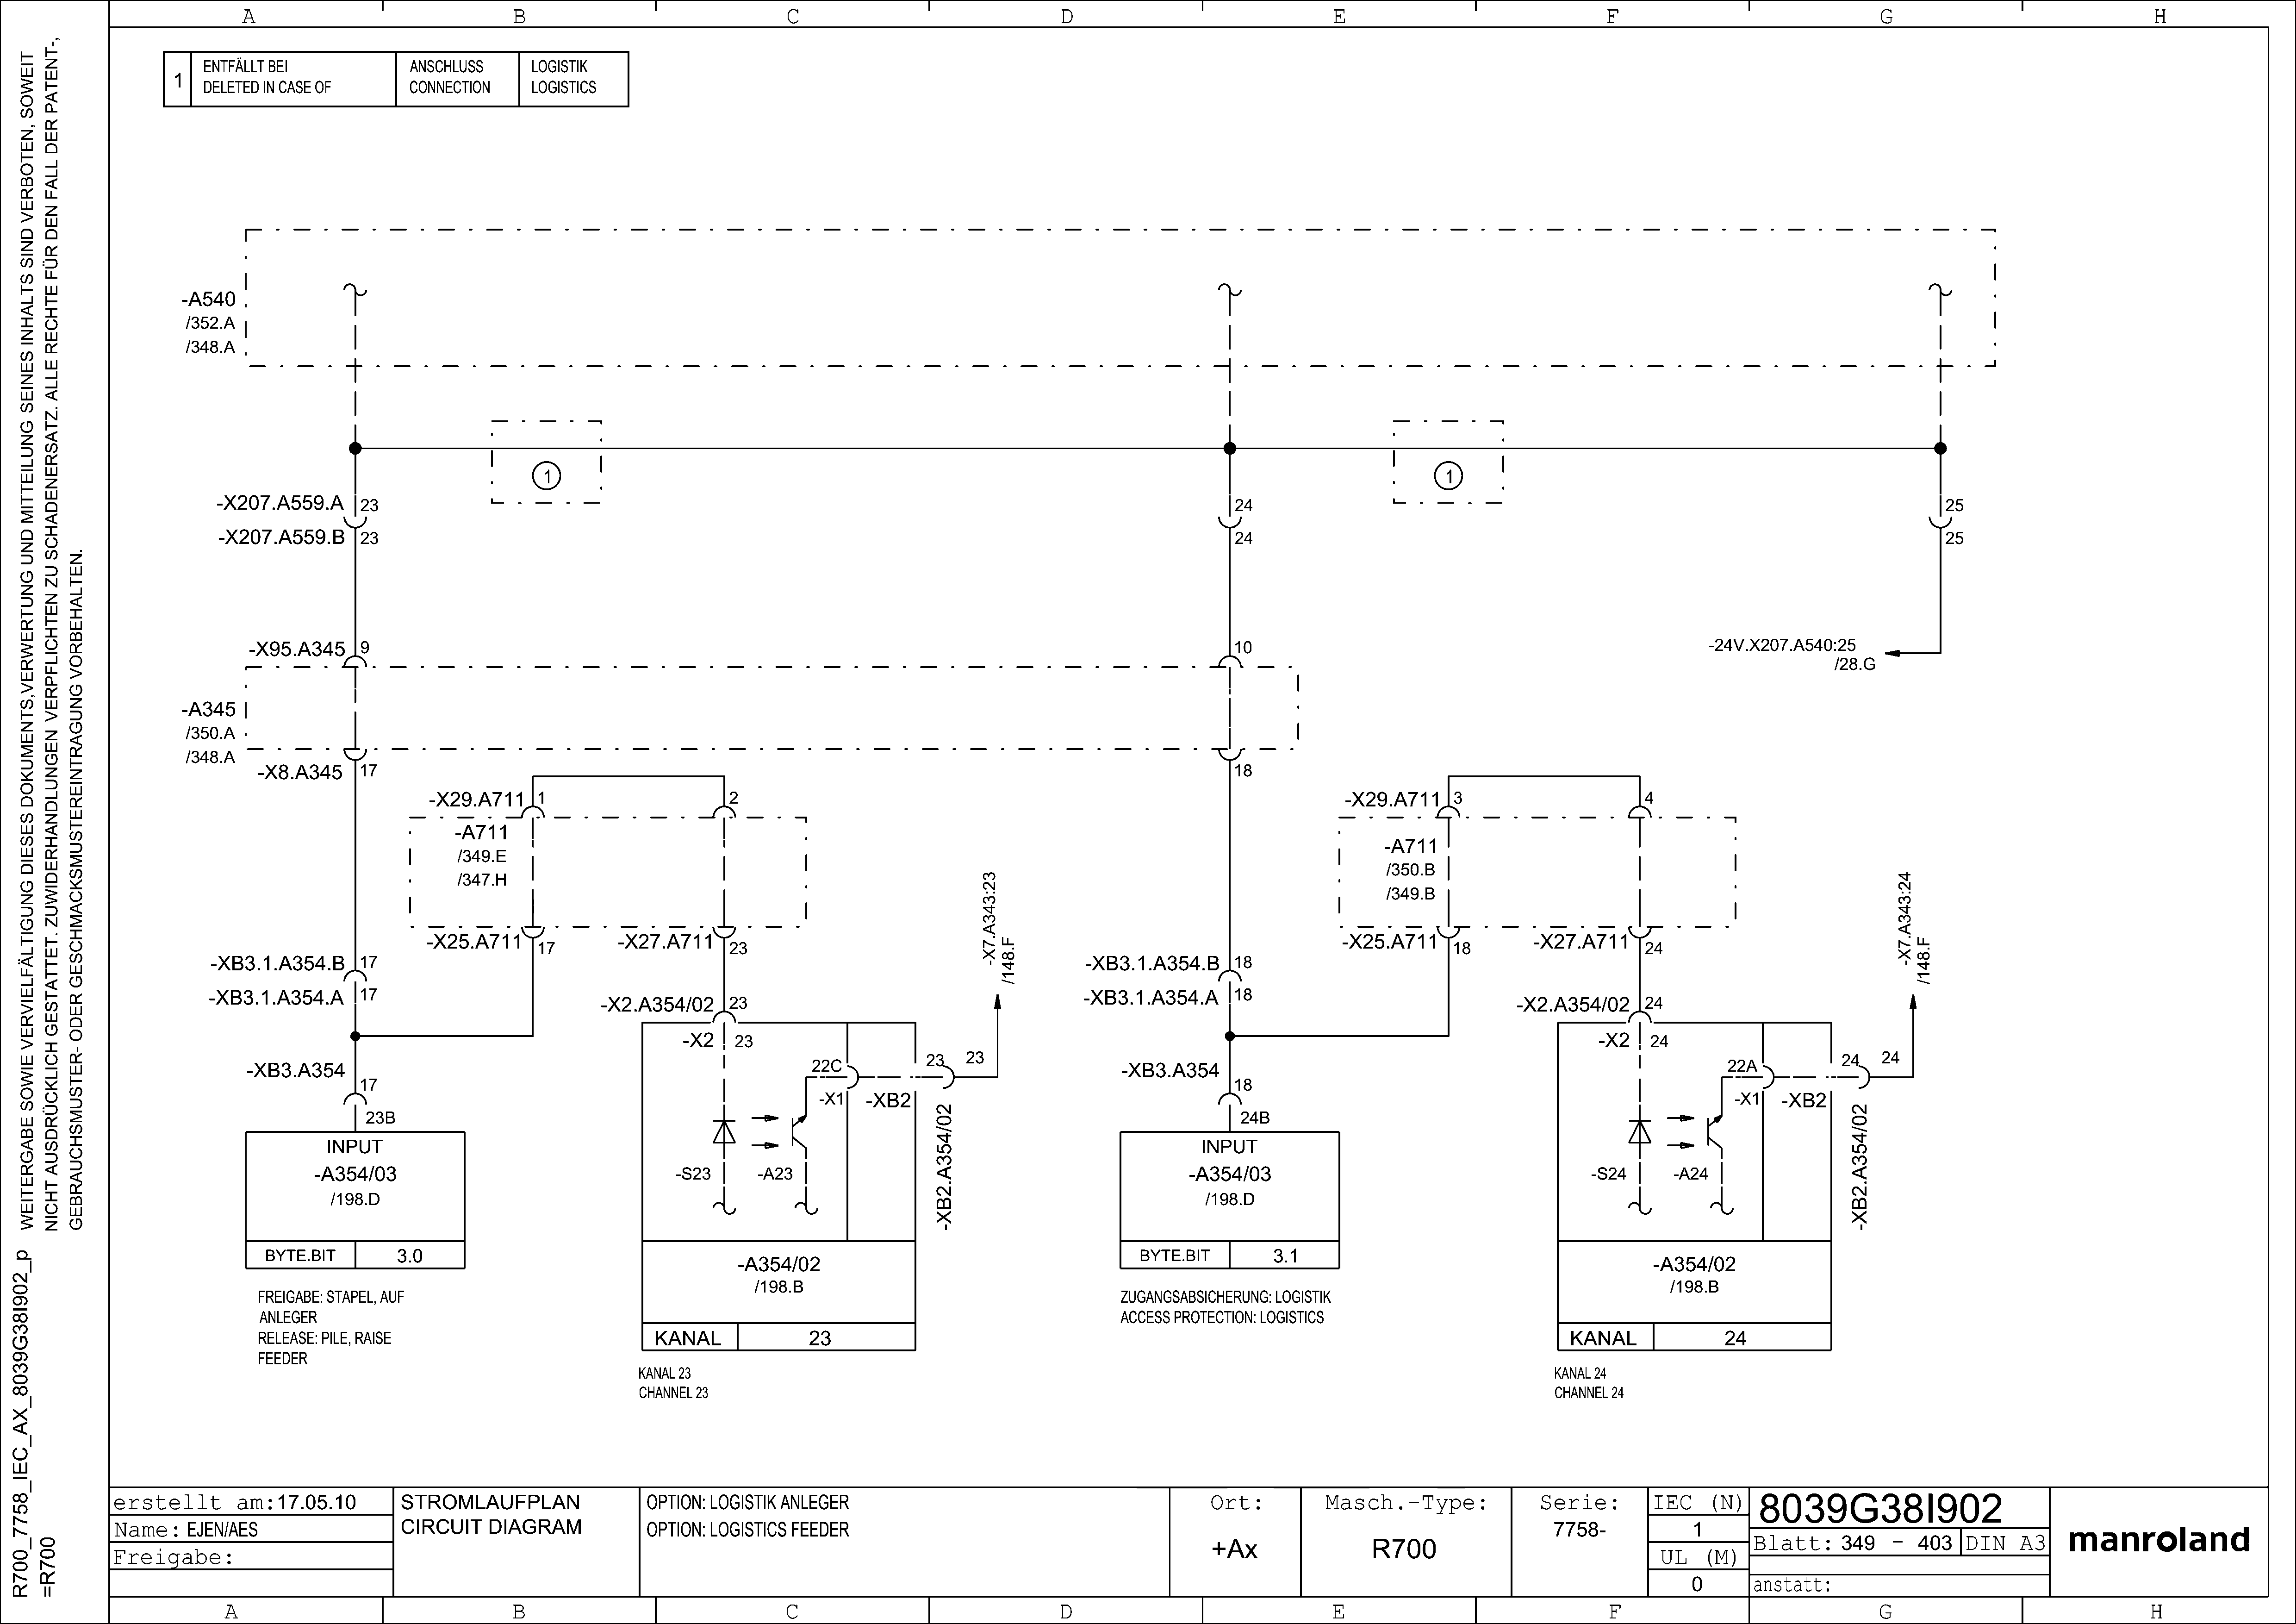 A B C D E F G H
1 ENTFÄLLT BEI ANSCHLUSS LOGISTIK
DELETED IN CASE OF CONNECTION LOGISTICS
-A540
/352.A
/348.A
1 1
-X207.A559.A 23 24 25
-X207.A559.B 23 24 25
-X95.A345 9 10
-24V.X207.A540:25
/28.G
-A345
/350.A
/348.A
-X8.A345 17 18
-X29.A711 1 2 -X29.A711 3 4
-A711
/349.E
/347.H
-A711
/350.B
/349.B
-X25.A711 17 -X27.A711 23 -X25.A711 18 -X27.A711 24
-X7.A343:23
/148.F
-X7.A343:24
/148.F
-XB3.1.A354.B 17 -XB3.1.A354.B 18
-XB3.1.A354.A 17 -XB3.1.A354.A 18
-X2.A354/02 23 -X2.A354/02 24
-X2 23 -X2 24
-XB3.A354 17 22C 23 23 -XB3.A354 18 22A 24 24
-X1 -XB2 -X1 -XB2
-XB2.A354/02 -XB2.A354/02
23B 24B
INPUT INPUT
-A354/03 -S23 -A23 -A354/03 -S24 -A24
/198.D /198.D
BYTE.BIT 3.0 BYTE.BIT 3.1
-A354/02 -A354/02
/198.B /198.B
KANAL 23 KANAL 24
FREIGABE: STAPEL, AUF
ANLEGER
RELEASE: PILE, RAISE
FEEDER
KANAL 23
CHANNEL 23
ZUGANGSABSICHERUNG: LOGISTIK
ACCESS PROTECTION: LOGISTICS
KANAL 24
CHANNEL 24
WEITERGABE SOWIE VERVIELFÄLTIGUNG DIESES DOKUMENTS,VERWERTUNG UND MITTEILUNG SEINES INHALTS SIND VERBOTEN, SOWEIT
NICHT AUSDRÜCKLICH GESTATTET. ZUWIDERHANDLUNGEN VERPFLICHTEN ZU SCHADENERSATZ. ALLE RECHTE FÜR DEN FALL DER PATENT-,
GEBRAUCHSMUSTER- ODER GESCHMACKSMUSTEREINTRAGUNG VORBEHALTEN.
R700_7758_IEC_AX_8039G38I902_p
=R700
erstellt am:17.05.10
Name: EJEN/AES
Freigabe:
STROMLAUFPLAN
CIRCUIT DIAGRAM
OPTION: LOGISTIK ANLEGER
OPTION: LOGISTICS FEEDER
Ort:
+Ax
Masch.-Type:
R700
Serie:
7758-
IEC (N)
1
UL (M)
0
8039G38I902
Blatt: 349 - 403 DIN A3
anstatt:
manroland
A B C D E F G H